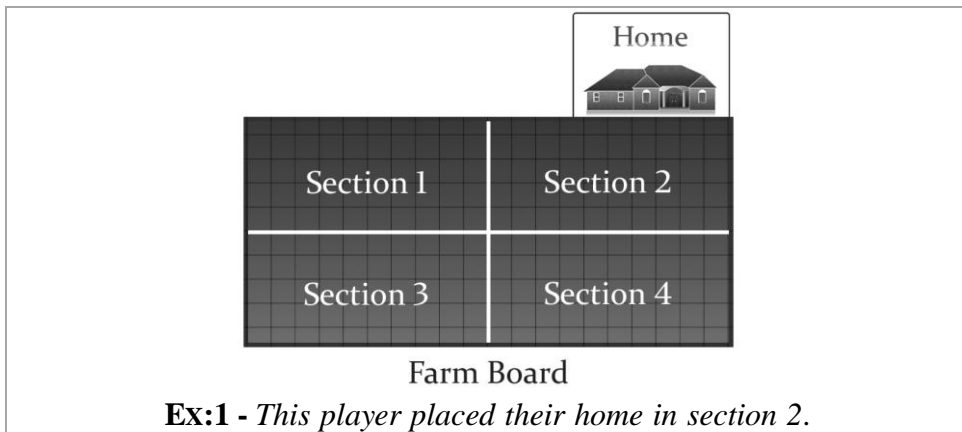 Home
Section 1 Section 2
Section 3 Section 4
Farm Board
Ex:1 - This player placed their home in section 2.